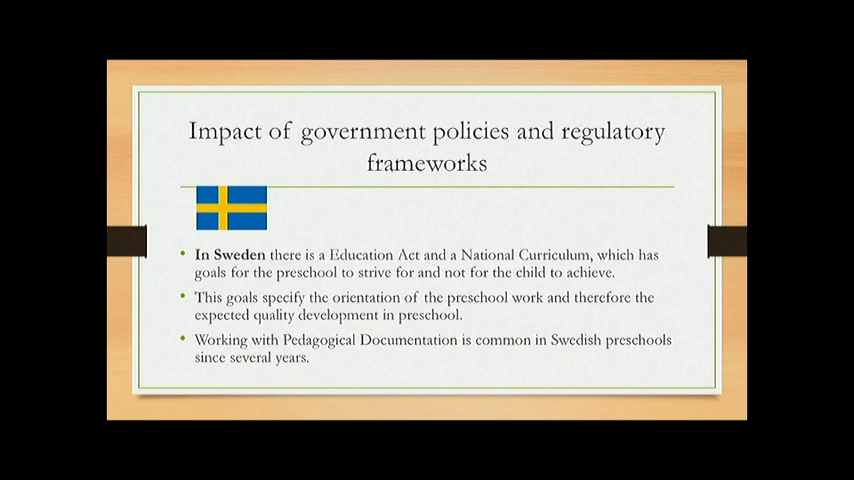 Impact of government policies and regulatory
frameworks
• In Sweden there is a Education Act and a National Curriculum, which has
goals for the preschool to strive for and not for the child to achieve.
• This goals specify the orientation of the preschool work and therefore the
expected quality development in preschool.
• Working with Pedagogical Documentation is common in Swedish preschools
since several years.